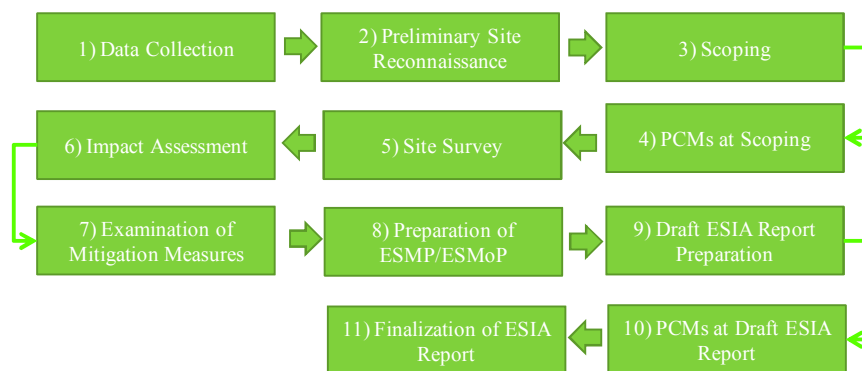 1) Data Collection
2) Preliminary Site
Reconnaissance
3) Scoping
4) PCMs at Scoping
5) Site Survey
6) Impact Assessment
7) Examination of
Mitigation Measures
8) Preparation of
ESMP/ESMoP
9) Draft ESIA Report
Preparation
10) PCMs at Draft ESIA
Report
11) Finalization of ESIA
Report